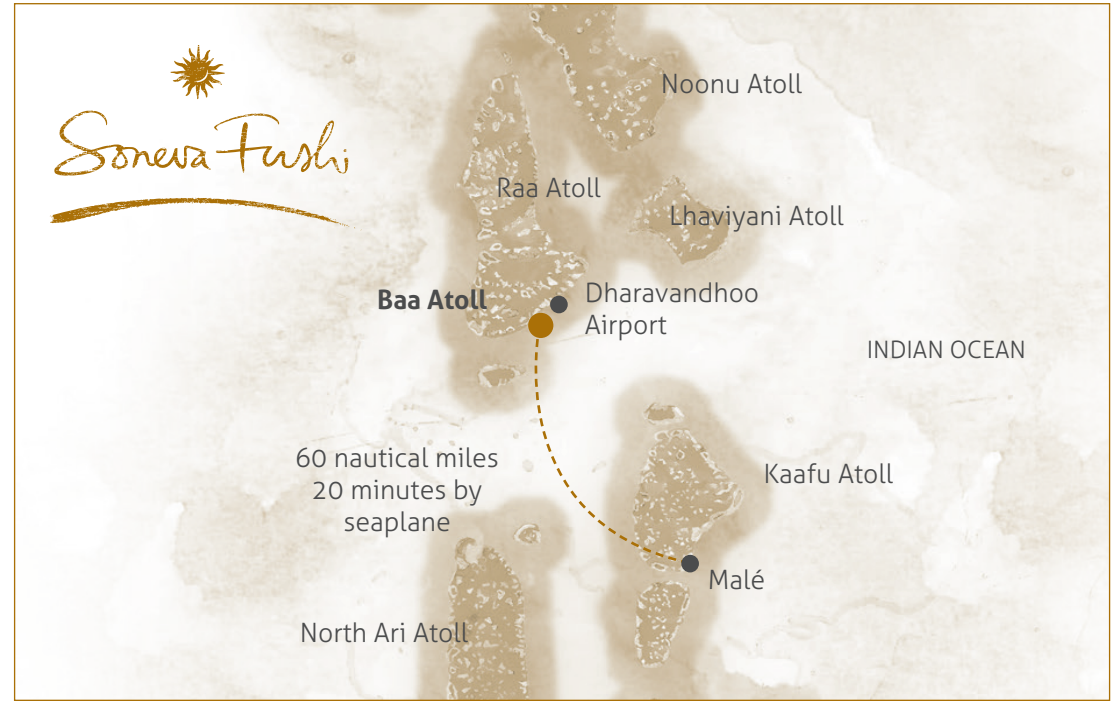 Soneva Fushi
Noonu Atoll
Raa Atoll
Lhaviyani Atoll
Baa Atoll
Dharavandhoo
Airport
INDIAN OCEAN
60 nautical miles
20 minutes by
seaplane
Kaafu Atoll
Malé
North Ari Atoll